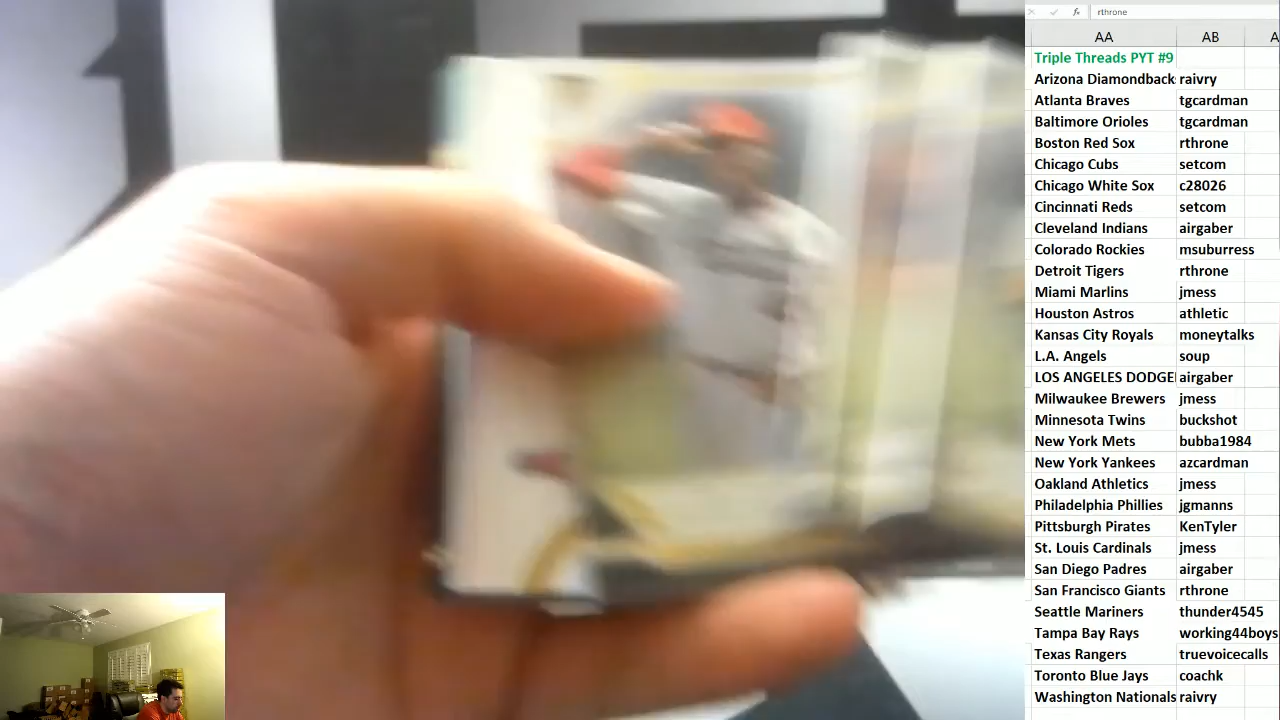 rthrone
AA AB A
Triple Threads PYT #9
Arizona Diamondback raivry
Atlanta Braves tgcardman
Baltimore Orioles tgcardman
Boston Red Sox rthrone
Chicago Cubs setcom
Chicago White Sox c28026
Cincinnati Reds setcom
Cleveland Indians airgaber
Colorado Rockies msuburress
Detroit Tigers rthrone
Miami Marlins jmess
Houston Astros athletic
Kansas City Royals moneytalks
L.A. Angels soup
LOS ANGELES DODGE airgaber
Milwaukee Brewers jmess
Minnesota Twins buckshot
New York Mets bubba1984
New York Yankees azcardman
Oakland Athletics jmess
Philadelphia Phillies jgmanns
Pittsburgh Pirates KenTyler
St. Louis Cardinals jmess
San Diego Padres airgaber
San Francisco Giants rthrone
Seattle Mariners thunder4545
Tampa Bay Rays working44boys
Texas Rangers truevoicecalls
Toronto Blue Jays coachk
Washington Nationals raivry